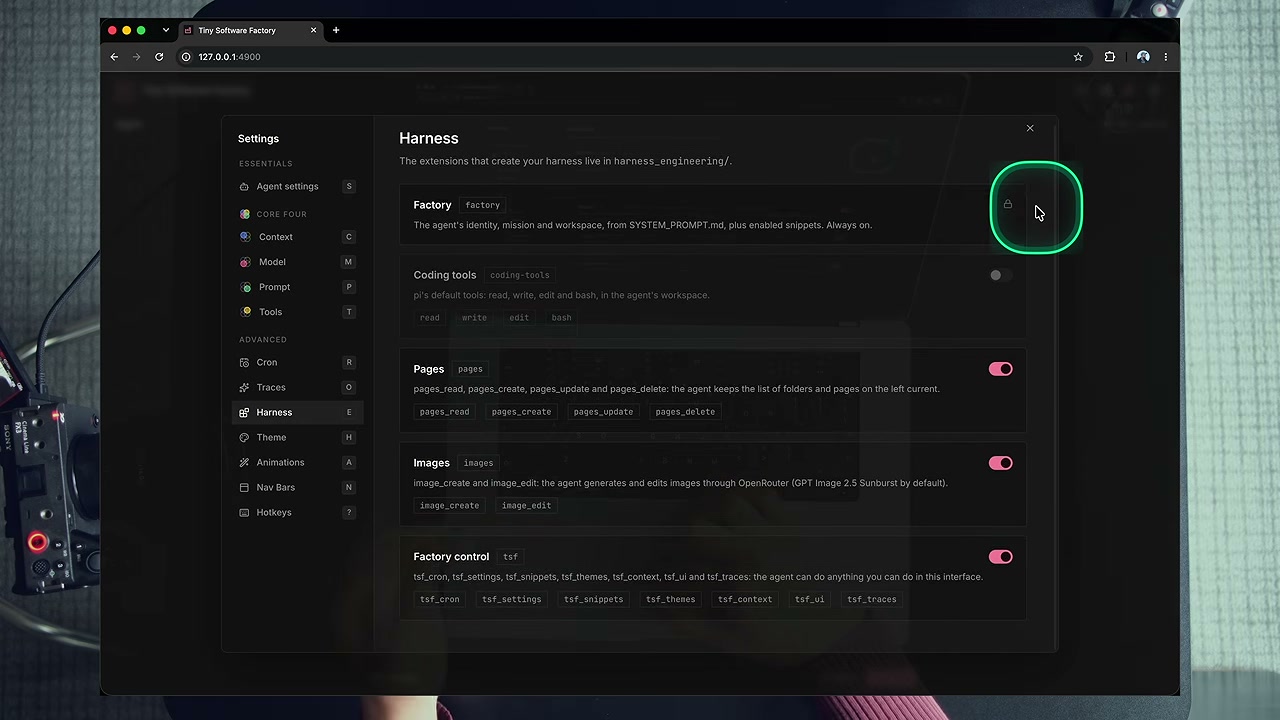 Tiny Software Factory
127.0.0.1:4900
Settings
ESSENTIALS
Agent settings S
CORE FOUR
Context C
Model M
Prompt P
Tools T
ADVANCED
Cron R
Traces O
Harness E
Theme H
Animations A
Nav Bars N
Hotkeys ?
Harness
The extensions that create your harness live in harness_engineering/.
Factory factory
The agent's identity, mission and workspace, from SYSTEM_PROMPT.md, plus enabled snippets. Always on.
Coding tools coding-tools
pi's default tools: read, write, edit and bash, in the agent's workspace.
read write edit bash
Pages pages
pages_read, pages_create, pages_update and pages_delete: the agent keeps the list of folders and pages on the left current.
pages_read pages_create pages_update pages_delete
Images images
image_create and image_edit: the agent generates and edits images through OpenRouter (GPT Image 2.5 Sunburst by default).
image_create image_edit
Factory control tsf
tsf_cron, tsf_settings, tsf_snippets, tsf_themes, tsf_context, tsf_ui and tsf_traces: the agent can do anything you can do in this interface.
tsf_cron tsf_settings tsf_snippets tsf_themes tsf_context tsf_ui tsf_traces
SONY
Cinema Line
FX3